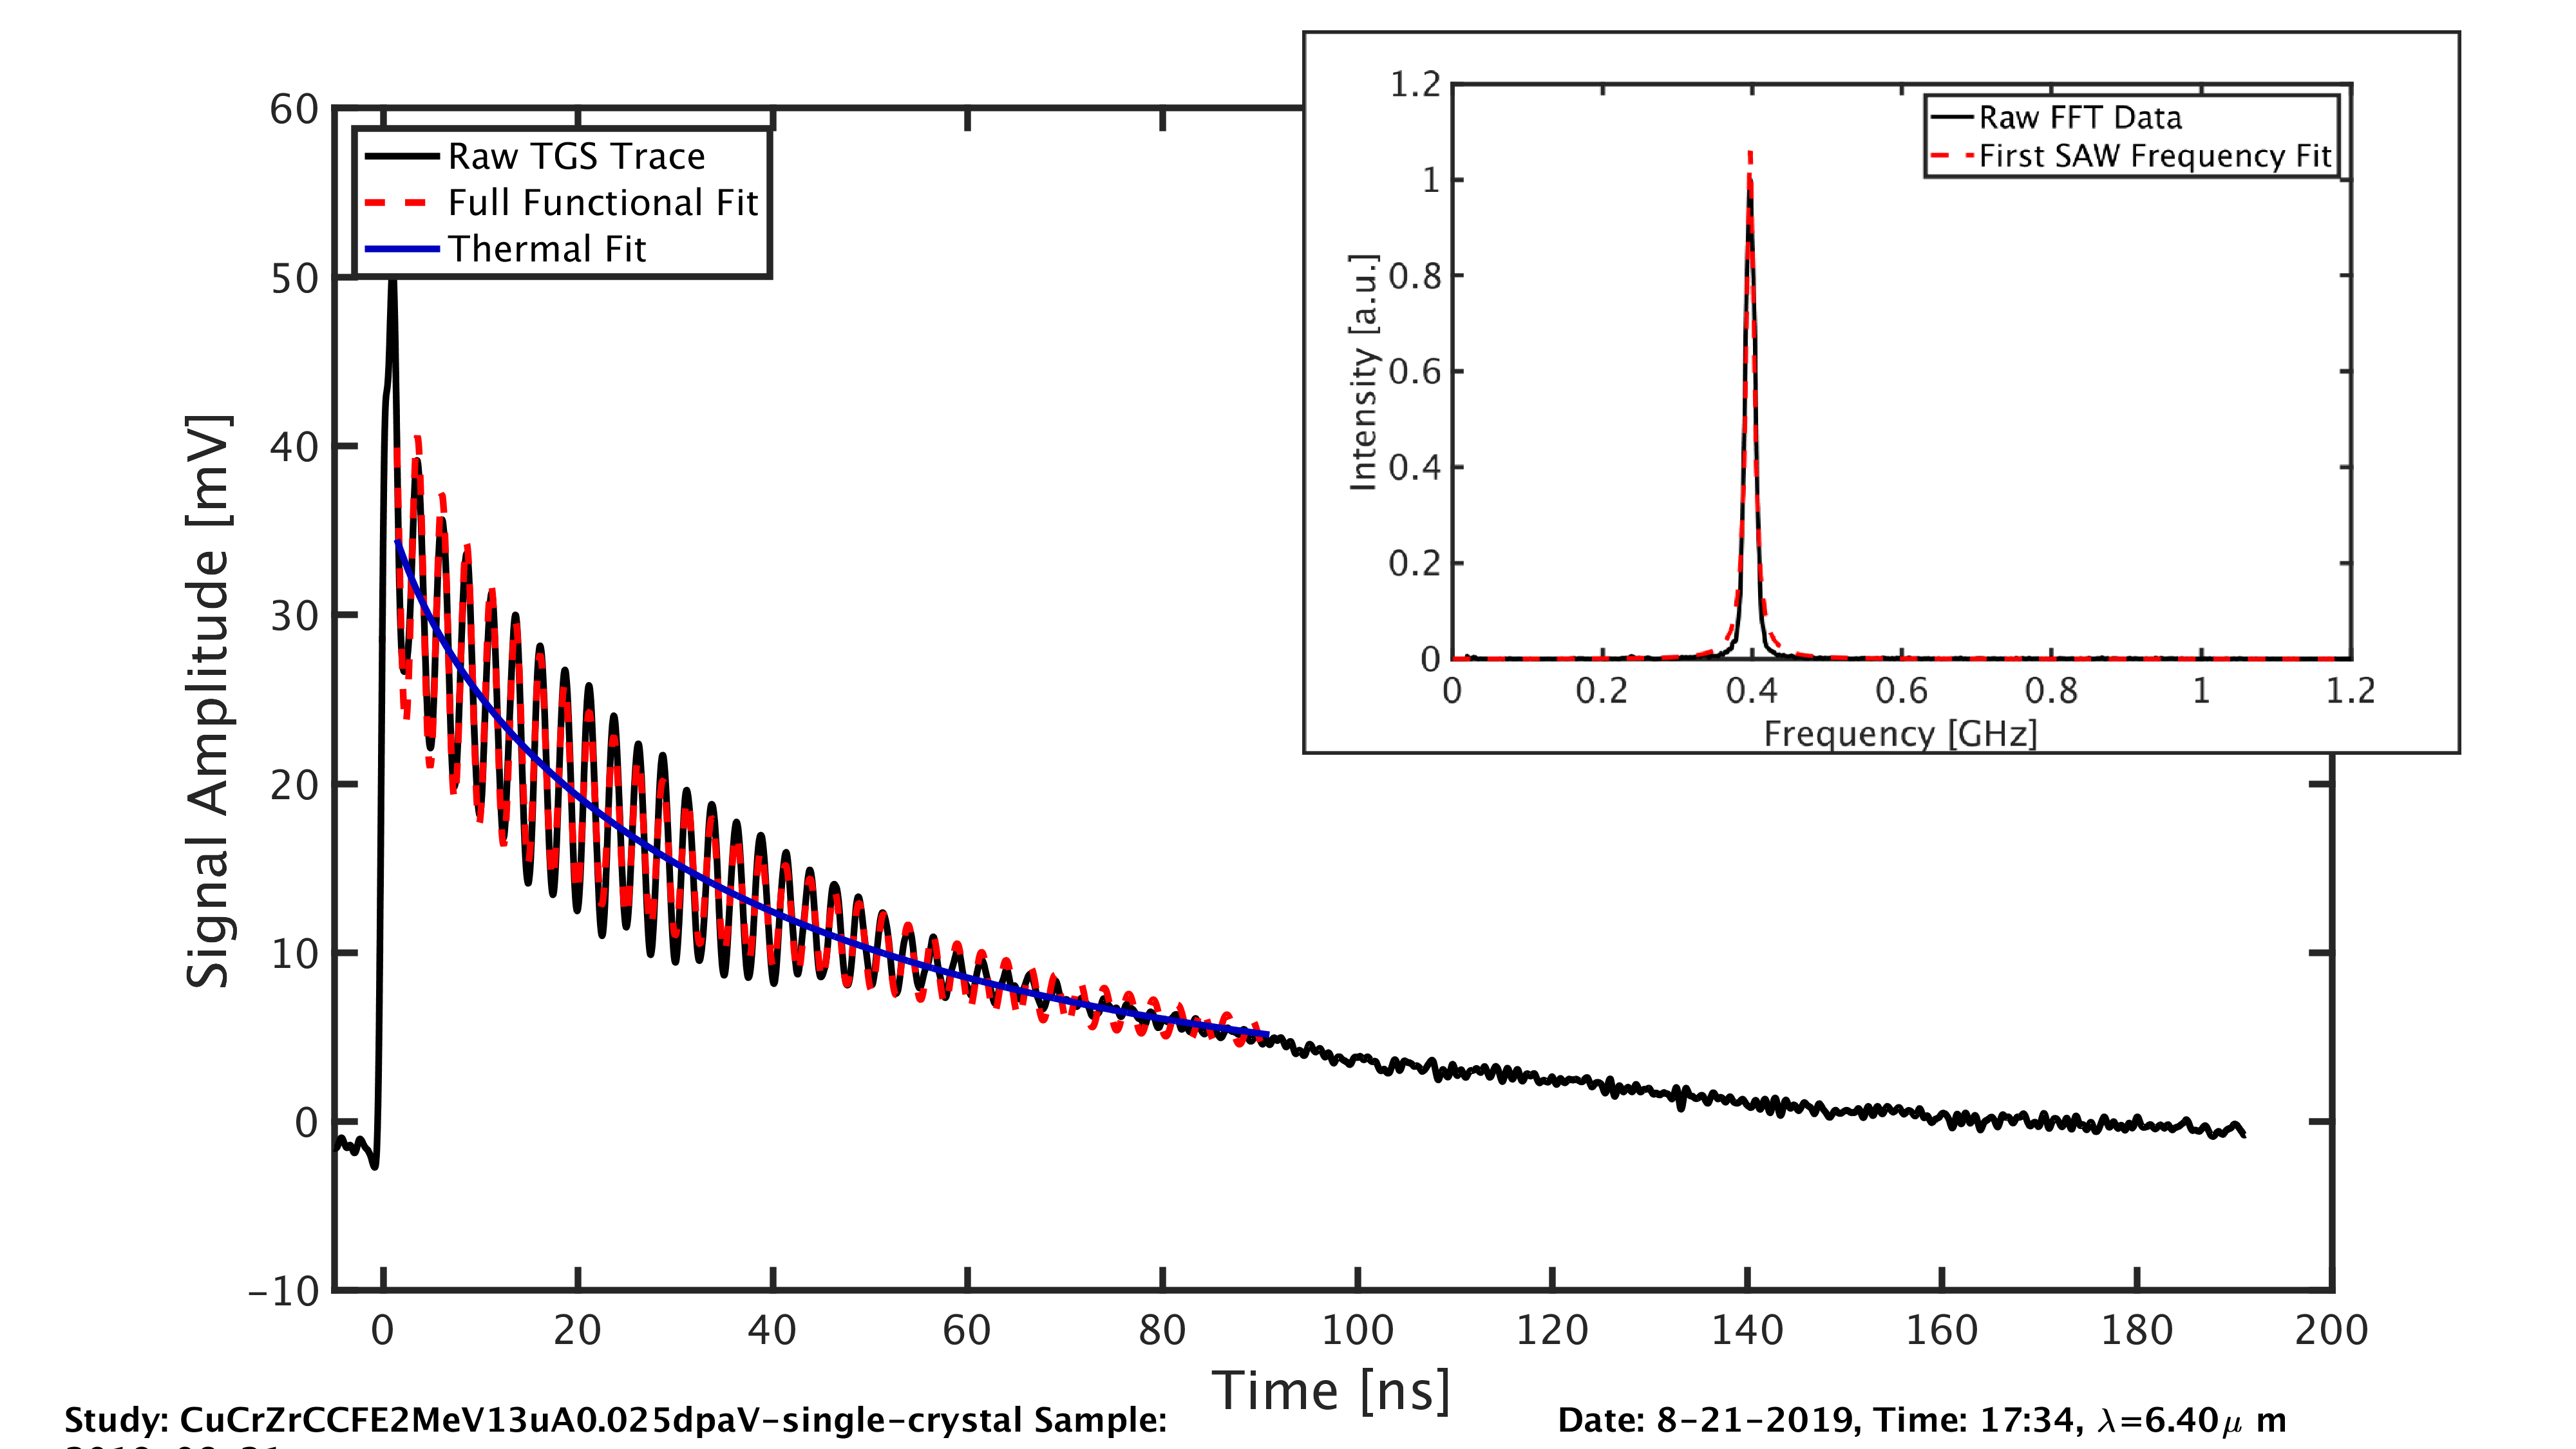 1.2
1
0.8
0.6
0.4
0.2
0
Intensity [a.u.]
Raw FFT Data
First SAW Frequency Fit
0 0.2 0.4 0.6 0.8 1 1.2
Frequency [GHz]
60
50
40
30
20
10
0
-10
Signal Amplitude [mV]
Raw TGS Trace
Full Functional Fit
Thermal Fit
0 20 40 60 80 100 120 140 160 180 200
Time [ns]
Study: CuCrZrCCFE2MeV13uA0.025dpaV-single-crystal Sample:
Date: 8-21-2019, Time: 17:34, λ=6.40μ m